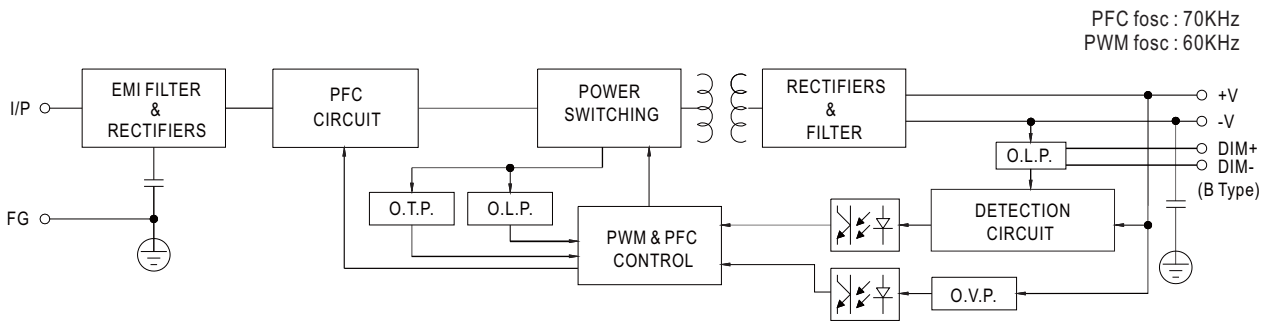 PFC fosc : 70KHz
PWM fosc : 60KHz
I/P
EMI FILTER
&
RECTIFIERS
PFC
CIRCUIT
POWER
SWITCHING
RECTIFIERS
&
FILTER
+V
-V
DIM+
DIM-
(B Type)
O.L.P.
FG
O.T.P.
O.L.P.
PWM & PFC
CONTROL
DETECTION
CIRCUIT
O.V.P.